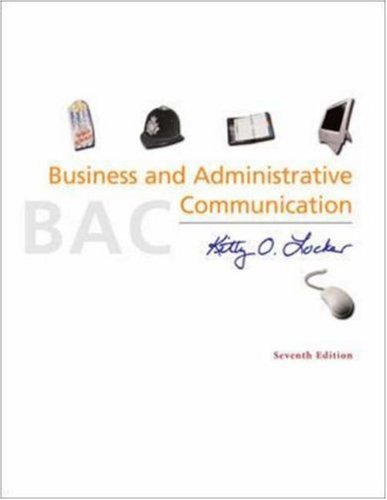 Business and Administrative
Communication
BAC
Kitty O. Locker
Seventh Edition